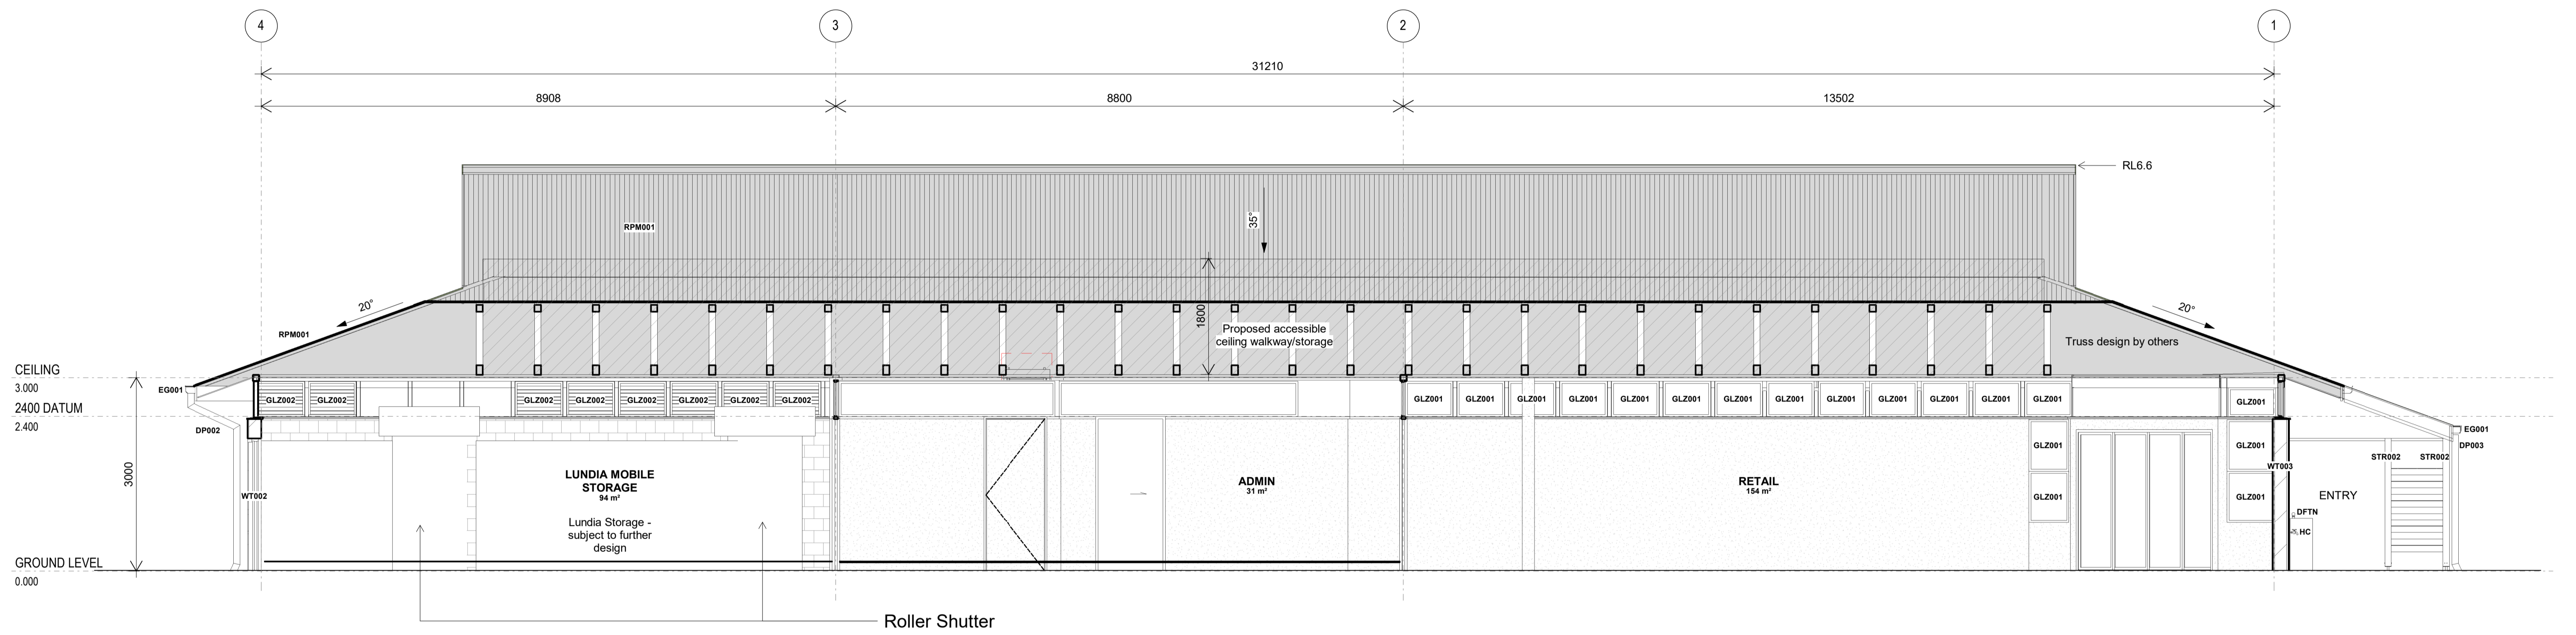 4
3
2
1
31210
8908
8800
13502
RL6.6
RPM001
35°
20°
20°
RPM001
1800
Proposed accessible
ceiling walkway/storage
Truss design by others
CEILING
3.000
EG001
2400 DATUM
2.400
DP002
GLZ002
GLZ002
GLZ002
GLZ002
GLZ002
GLZ002
GLZ002
GLZ002
GLZ001
GLZ001
GLZ001
GLZ001
GLZ001
GLZ001
GLZ001
GLZ001
GLZ001
GLZ001
GLZ001
GLZ001
GLZ001
GLZ001
EG001
DP003
GLZ001
GLZ001
STR002
STR002
WT003
3000
WT002
LUNDIA MOBILE
STORAGE
94 m²
ADMIN
31 m²
RETAIL
154 m²
GLZ001
GLZ001
ENTRY
Lundia Storage -
subject to further
design
DFTN
HC
GROUND LEVEL
0.000
Roller Shutter